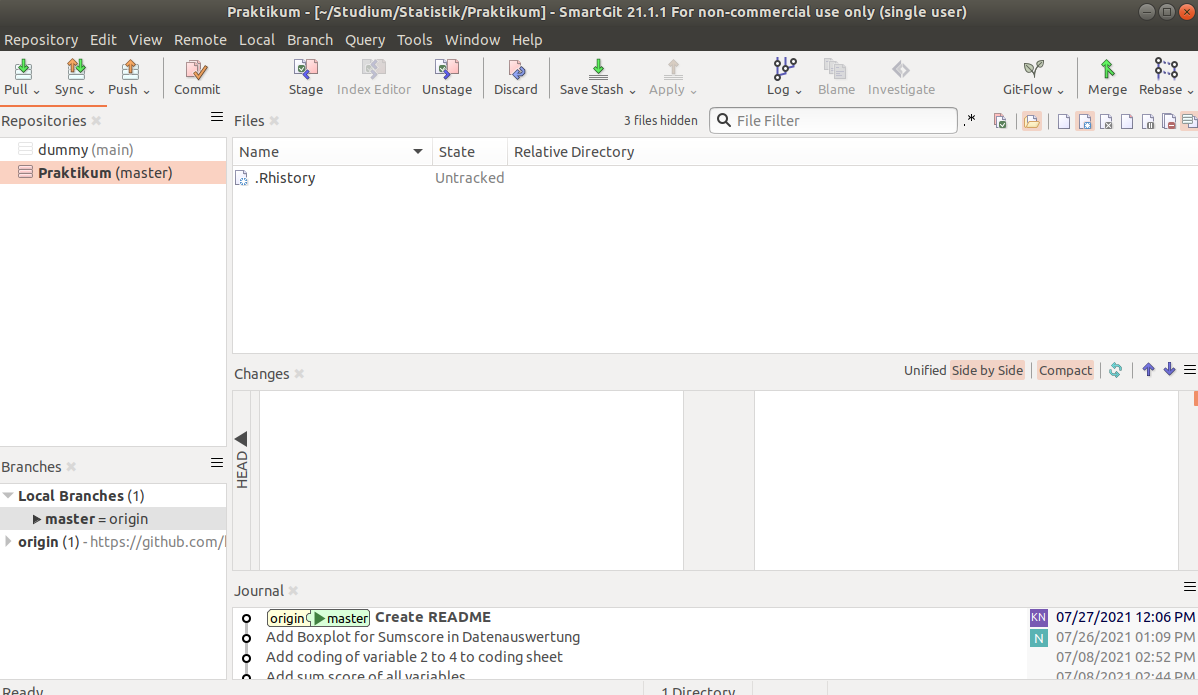 Praktikum - [~/Studium/Statistik/Praktikum] - SmartGit 21.1.1 For non-commercial use only (single user)
Repository Edit View Remote Local Branch Query Tools Window Help
Pull Sync Push Commit Stage Index Editor Unstage Discard Save Stash Apply Log Blame Investigate Git-Flow Merge Rebase
Repositories
dummy (main)
Praktikum (master)
Files
3 files hidden
File Filter
.*
Name State Relative Directory
.Rhistory Untracked
Changes
Unified Side by Side Compact
HEAD
Branches
Local Branches (1)
master = origin
origin (1) - https://github.com/
Journal
origin master Create README KN 07/27/2021 12:06 PM
Add Boxplot for Sumscore in Datenauswertung N 07/26/2021 01:09 PM
Add coding of variable 2 to 4 to coding sheet 07/08/2021 02:52 PM
Add sum score of all variables 07/08/2021 02:44 PM
Ready
1 Directory